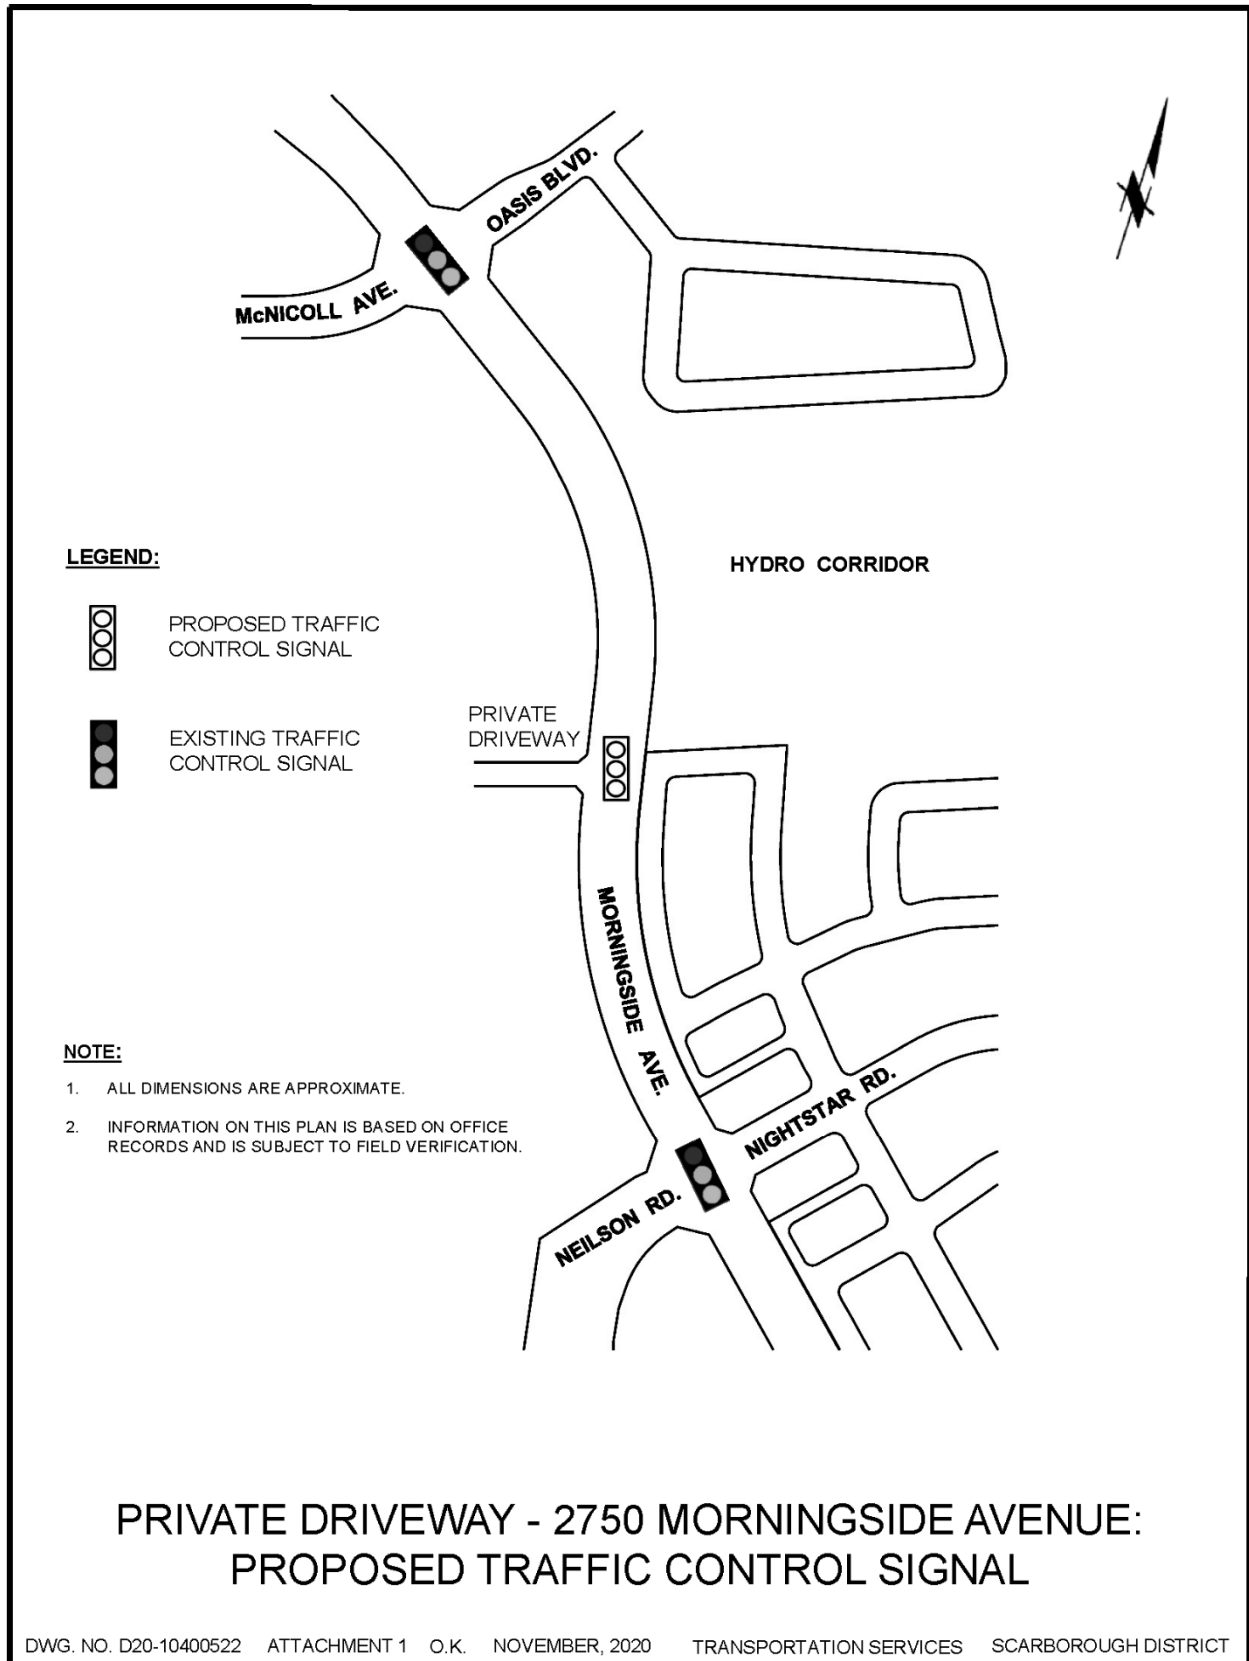 OASIS BLVD.
McNICOLL AVE.
LEGEND:
HYDRO CORRIDOR
PROPOSED TRAFFIC
CONTROL SIGNAL
PRIVATE
DRIVEWAY
EXISTING TRAFFIC
CONTROL SIGNAL
MORNINGSIDE AVE.
NOTE:
1. ALL DIMENSIONS ARE APPROXIMATE.
2. INFORMATION ON THIS PLAN IS BASED ON OFFICE
RECORDS AND IS SUBJECT TO FIELD VERIFICATION.
NIGHTSTAR RD.
NEILSON RD.
PRIVATE DRIVEWAY - 2750 MORNINGSIDE AVENUE:
PROPOSED TRAFFIC CONTROL SIGNAL
DWG. NO. D20-10400522 ATTACHMENT 1 O.K. NOVEMBER, 2020 TRANSPORTATION SERVICES SCARBOROUGH DISTRICT